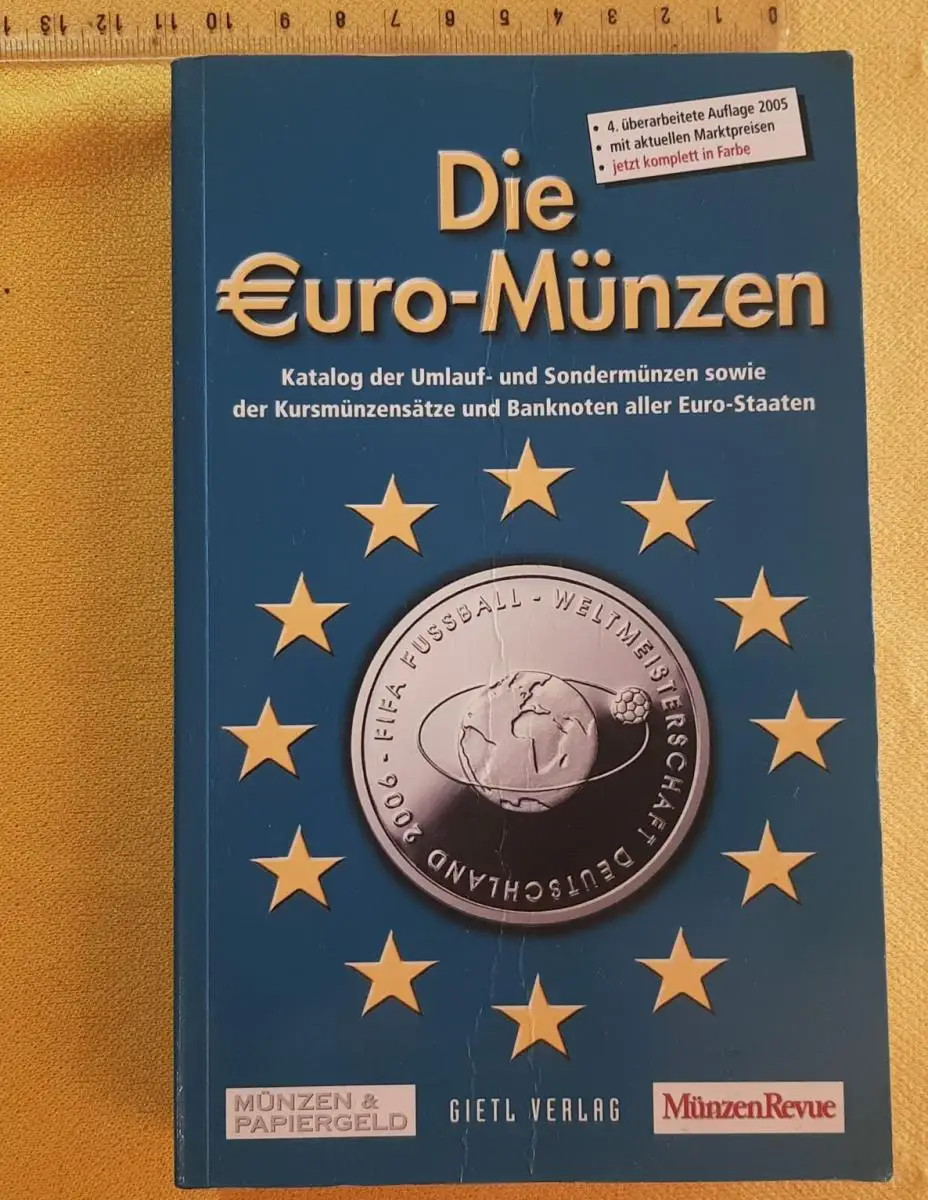 13 12 11 10 9 8 7 6 5 4 3 2 1 0
• 4. überarbeitete Auflage 2005
• mit aktuellen Marktpreisen
• jetzt komplett in Farbe
Die
€uro-Münzen
Katalog der Umlauf- und Sondermünzen sowie
der Kursmünzensätze und Banknoten aller Euro-Staaten
FIFA FUSSBALL - WELTMEISTERSCHAFT DEUTSCHLAND 2006 -
MÜNZEN &
PAPIERGELD
GIETL VERLAG
MünzenRevue